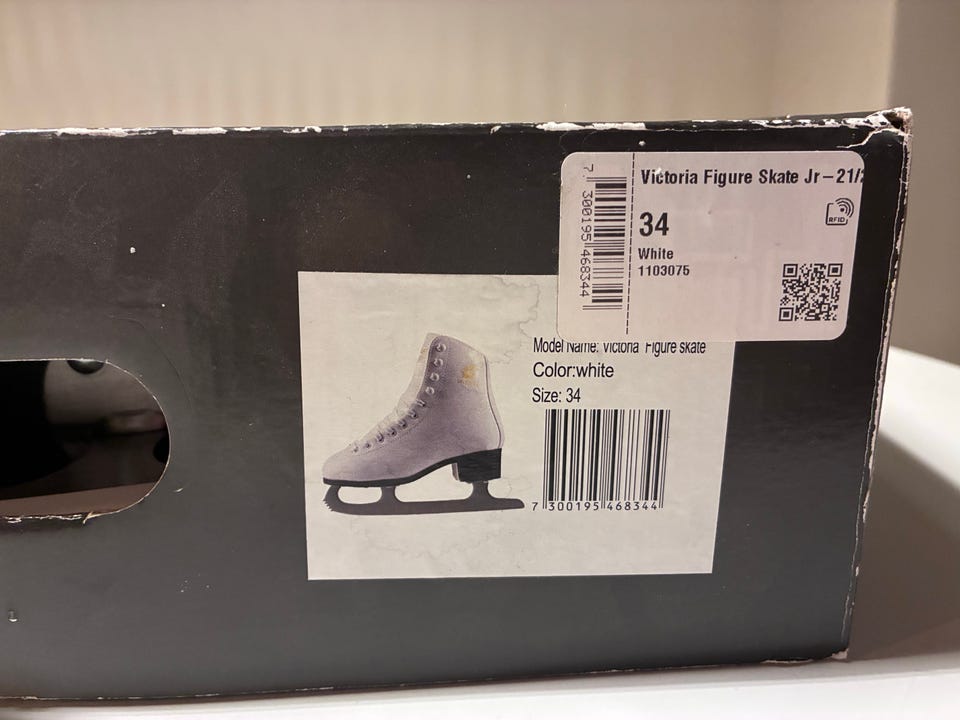 Victoria Figure Skate Jr – 21/2
34
White
1103075
RFID
7 300195 468344
Model Name: Victoria Figure skate
Color:white
Size: 34
7 300195 468344